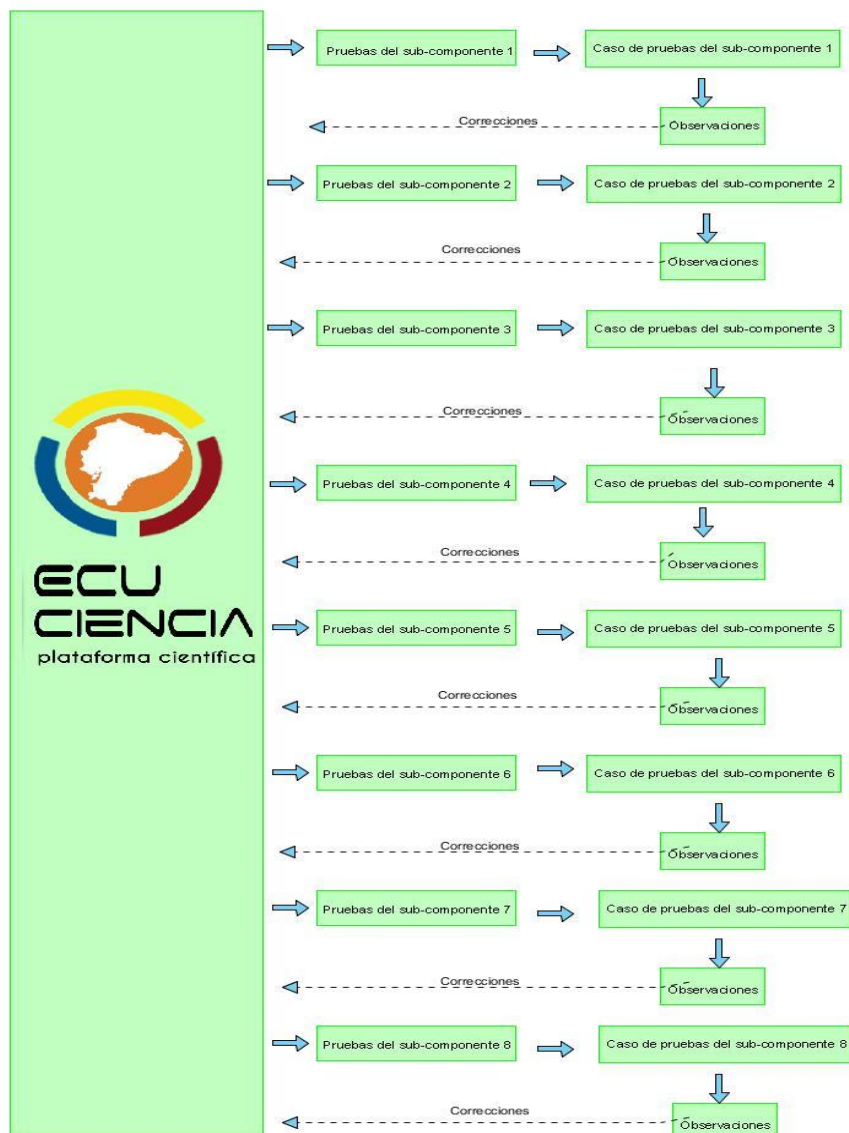 Pruebas del sub-componente 1
Caso de pruebas del sub-componente 1
Correcciones
Observaciones
Pruebas del sub-componente 2
Caso de pruebas del sub-componente 2
Correcciones
Observaciones
Pruebas del sub-componente 3
Caso de pruebas del sub-componente 3
Correcciones
Observaciones
Pruebas del sub-componente 4
Caso de pruebas del sub-componente 4
Correcciones
Observaciones
ECU
CIENCIA
plataforma científica
Pruebas del sub-componente 5
Caso de pruebas del sub-componente 5
Correcciones
Observaciones
Pruebas del sub-componente 6
Caso de pruebas del sub-componente 6
Correcciones
Observaciones
Pruebas del sub-componente 7
Caso de pruebas del sub-componente 7
Correcciones
Observaciones
Pruebas del sub-componente 8
Caso de pruebas del sub-componente 8
Correcciones
Observaciones